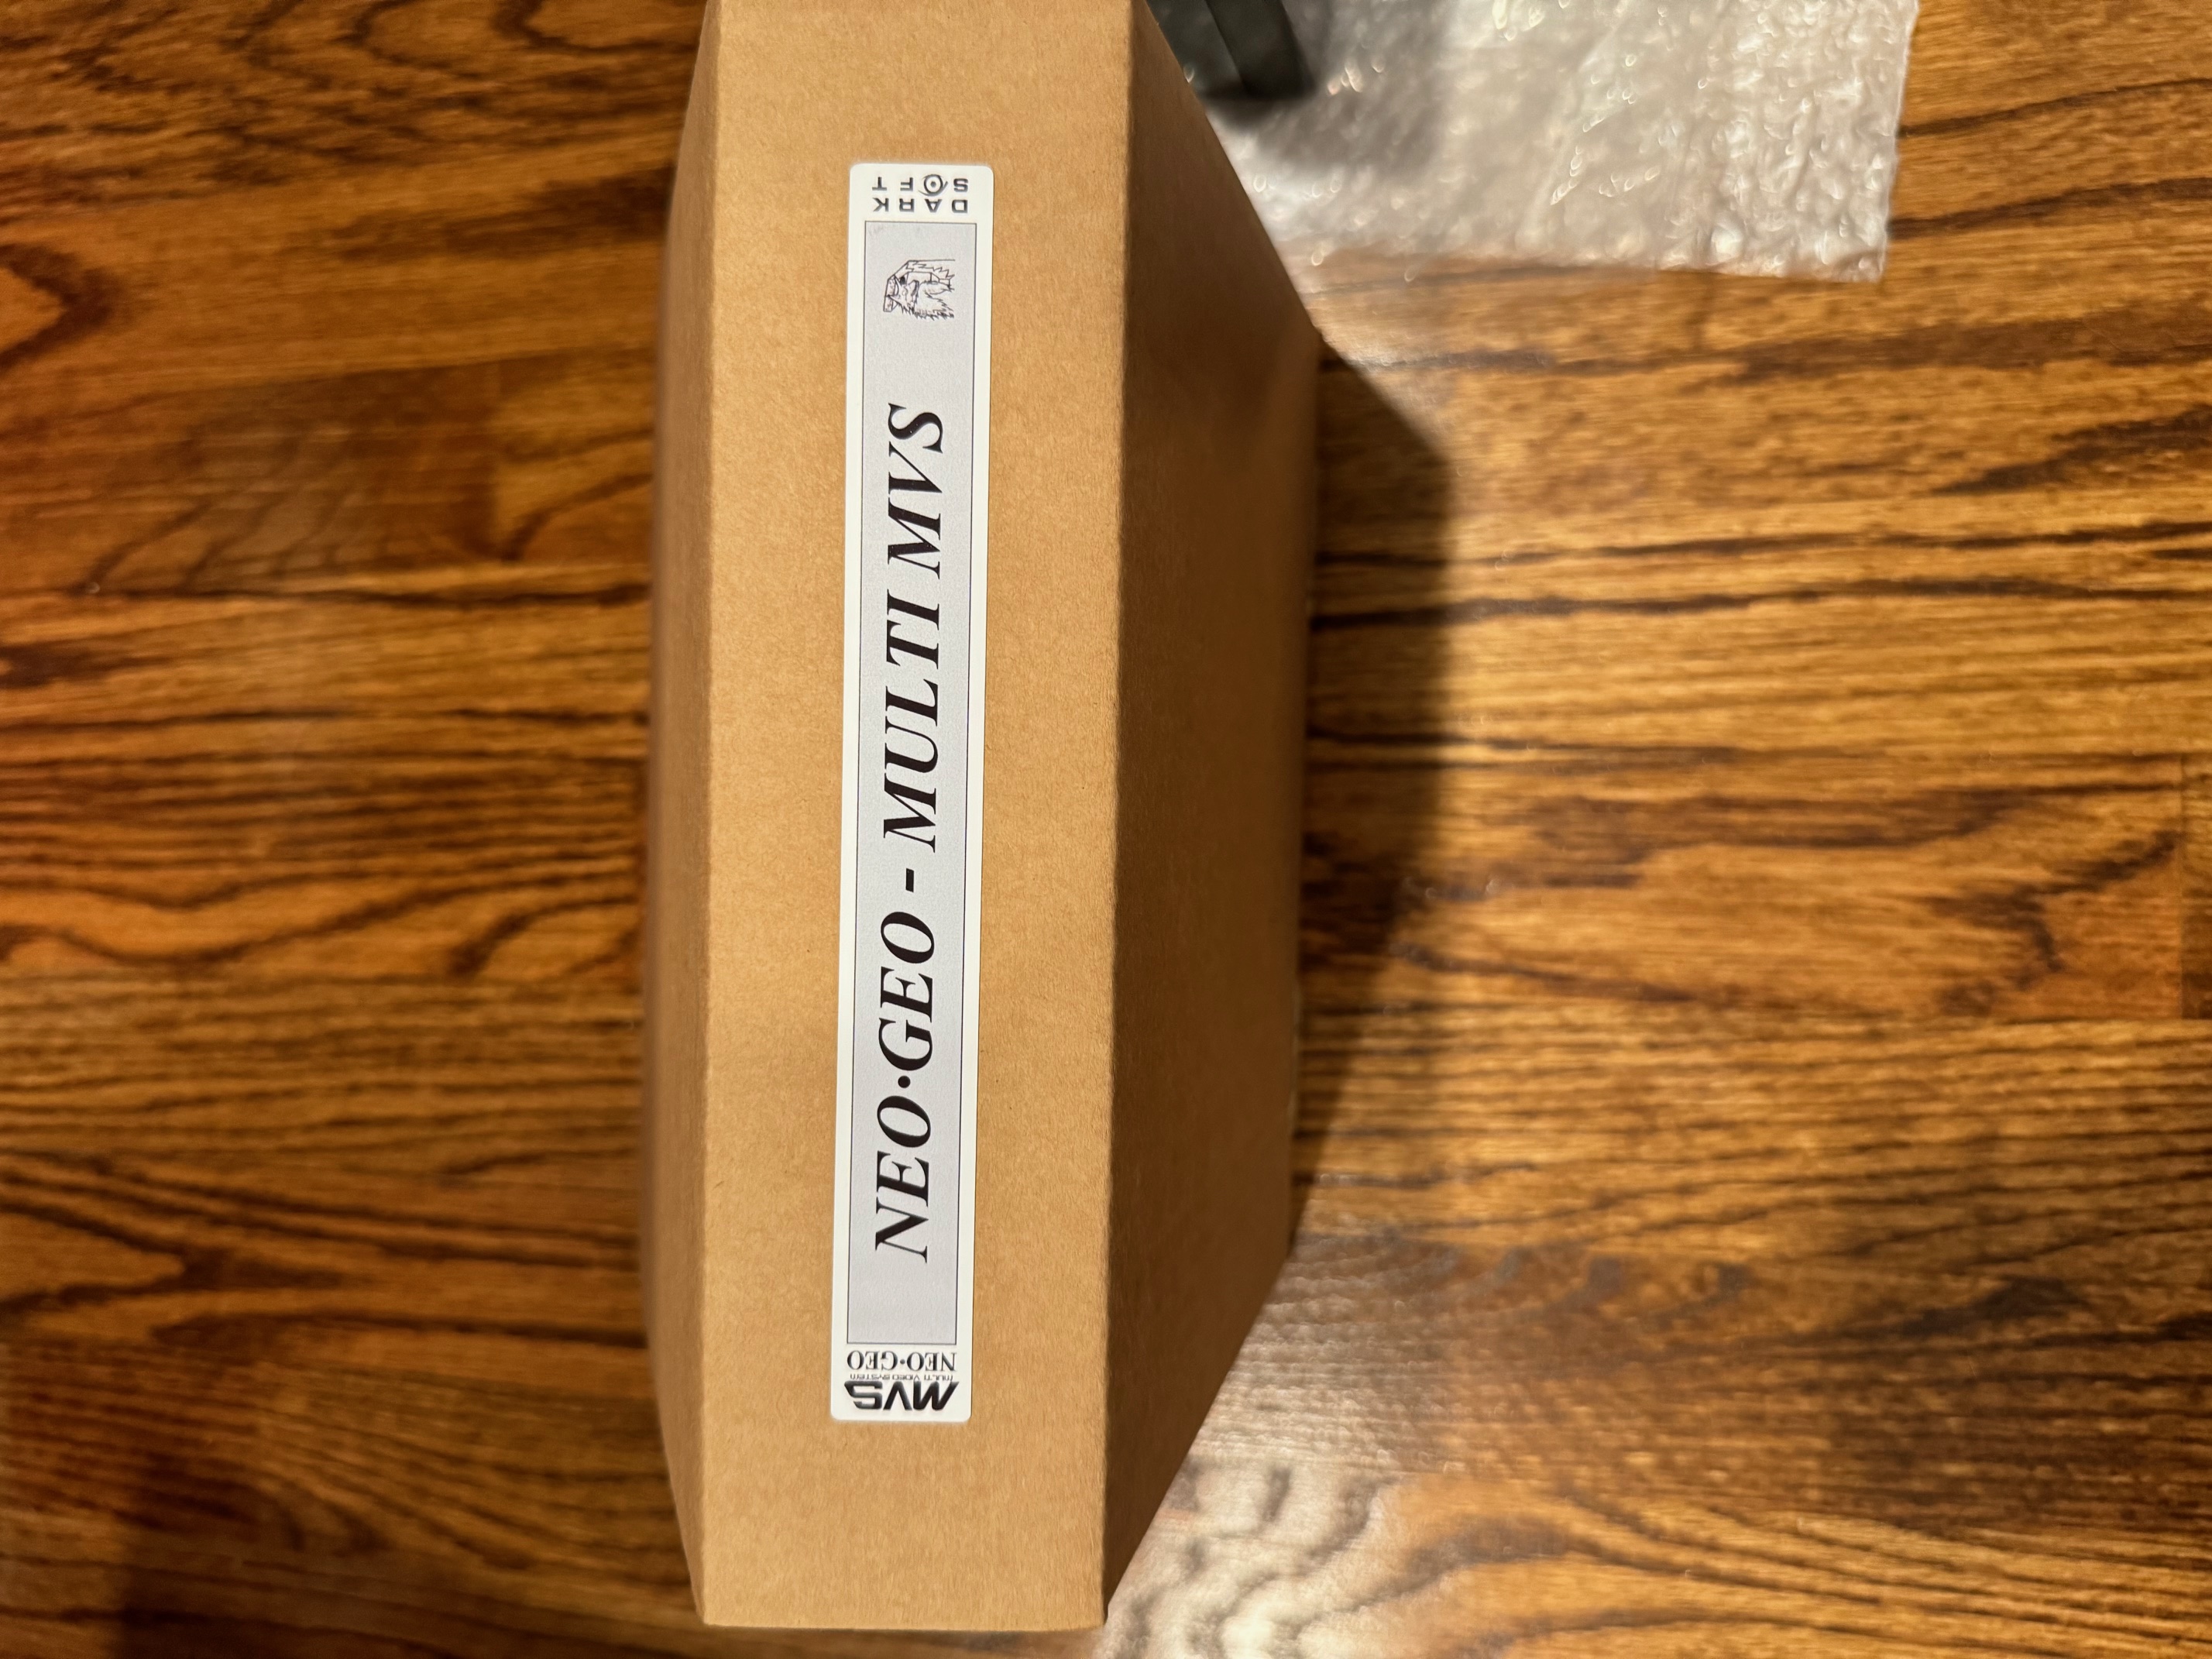 MVS
MULTI VIDEO SYSTEM
NEO•GEO
NEO•GEO - MULTI MVS
DARK
SOFT